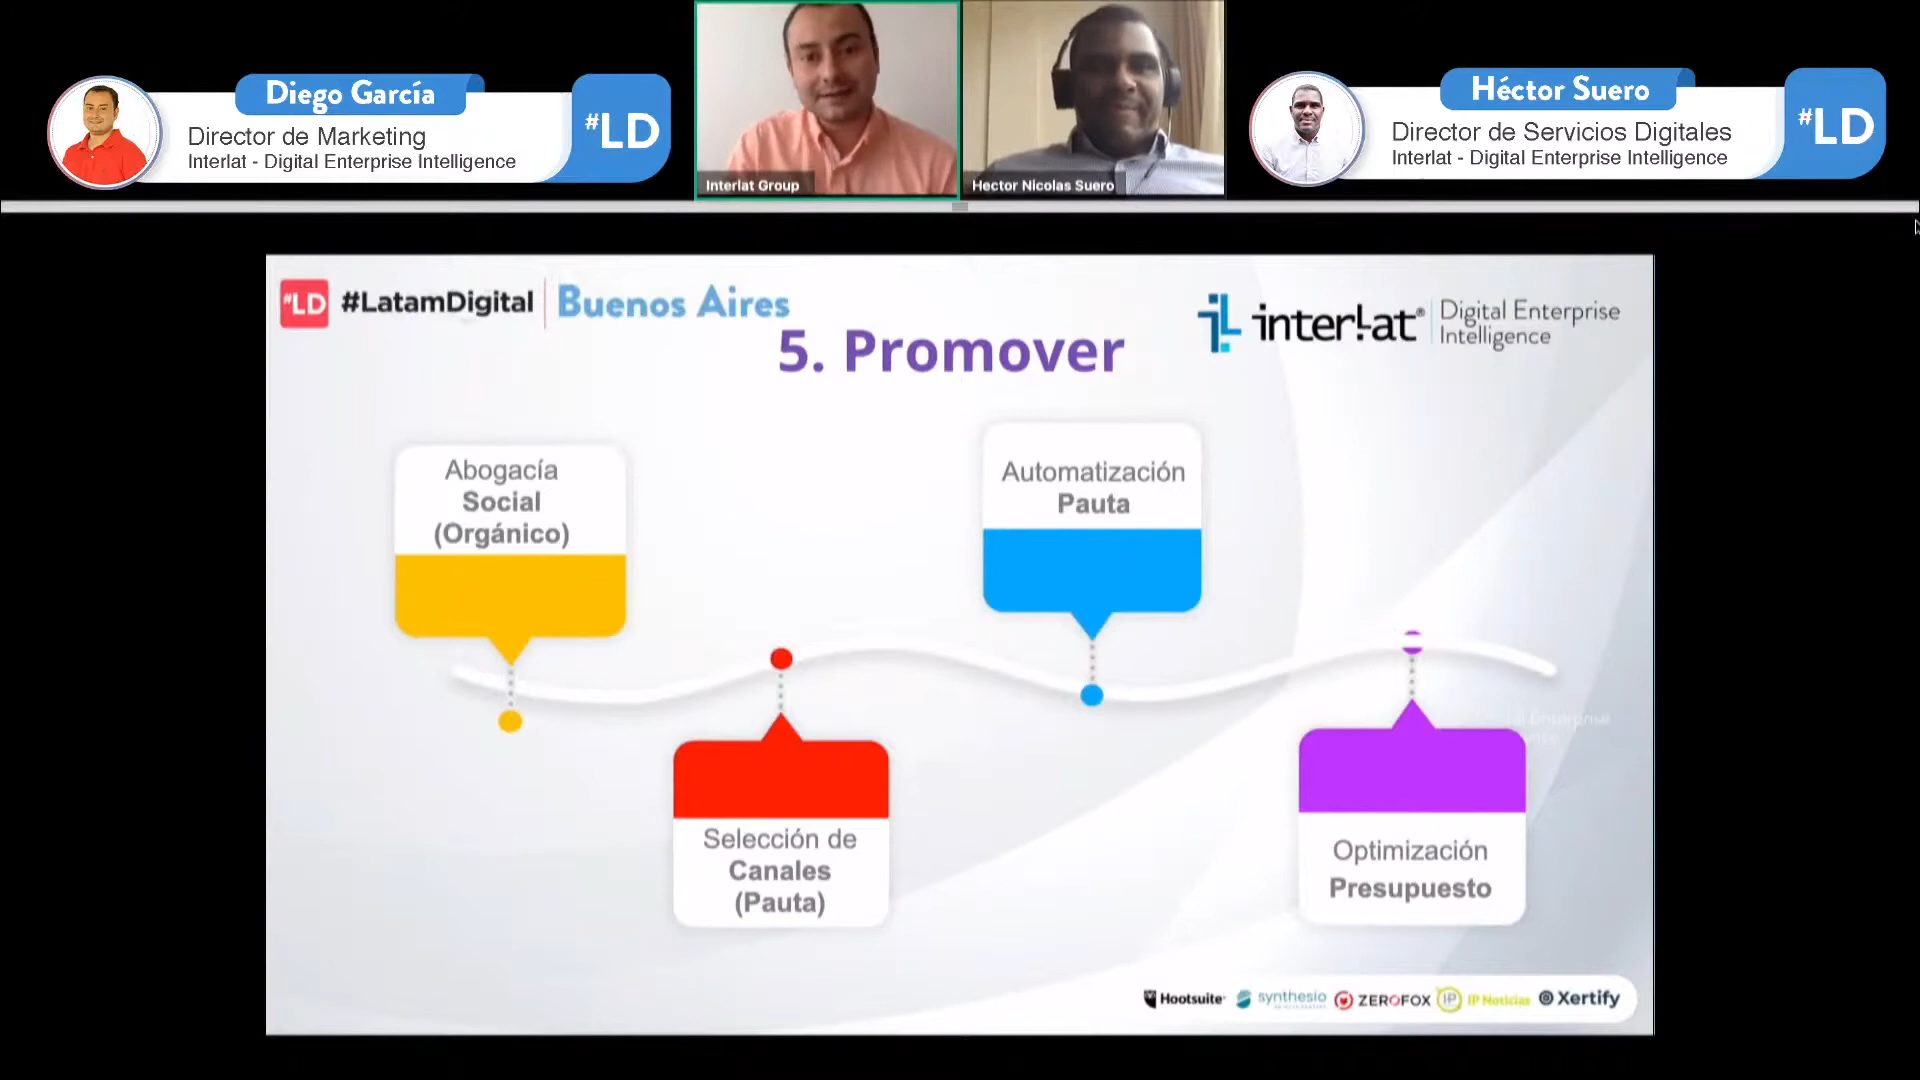 Diego García
Director de Marketing
Interlat - Digital Enterprise Intelligence
#LD
Interlat Group
Hector Nicolas Suero
Héctor Suero
Director de Servicios Digitales
Interlat - Digital Enterprise Intelligence
#LD
#LD #LatamDigital Buenos Aires
interlat® Digital Enterprise
Intelligence
5. Promover
Abogacía
Social
(Orgánico)
Automatización
Pauta
Selección de
Canales
(Pauta)
Optimización
Presupuesto
Hootsuite synthesio ZEROFOX IP IP Noticias Xertify